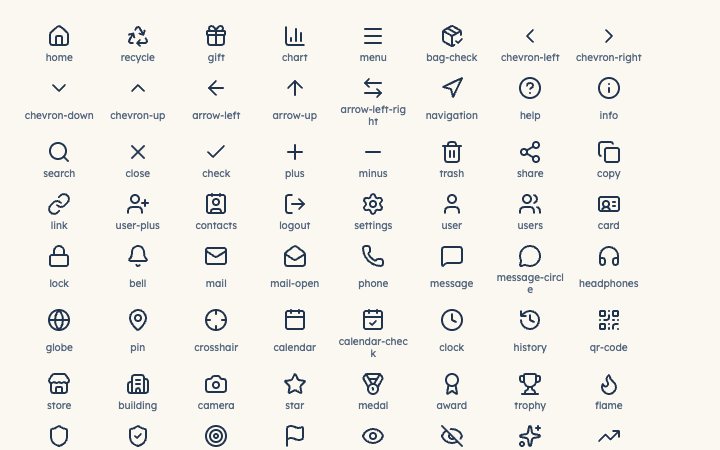 home recycle gift chart menu bag-check chevron-left chevron-right
chevron-down chevron-up arrow-left arrow-up arrow-left-rig navigation help info
ht
search close check plus minus trash share copy
link user-plus contacts logout settings user users card
lock bell mail mail-open phone message message-circl headphones
e
globe pin crosshair calendar calendar-chec clock history qr-code
k
store building camera star medal award trophy flame